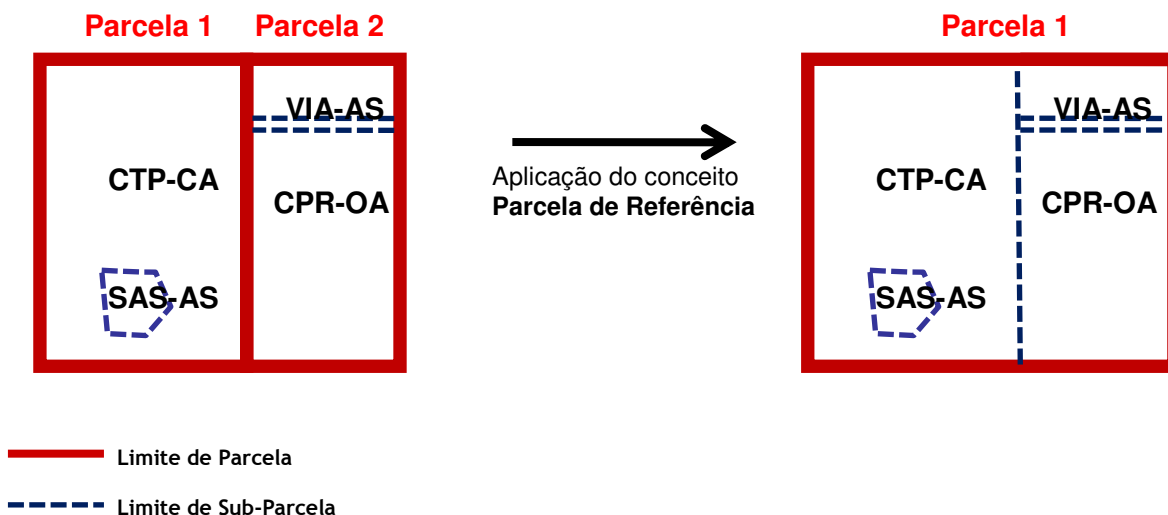 Parcela 1
Parcela 2
VIA-AS
CTP-CA
CPR-OA
SAS-AS
Aplicação do conceito
Parcela de Referência
Parcela 1
VIA-AS
CTP-CA
CPR-OA
SAS-AS
Limite de Parcela
Limite de Sub-Parcela